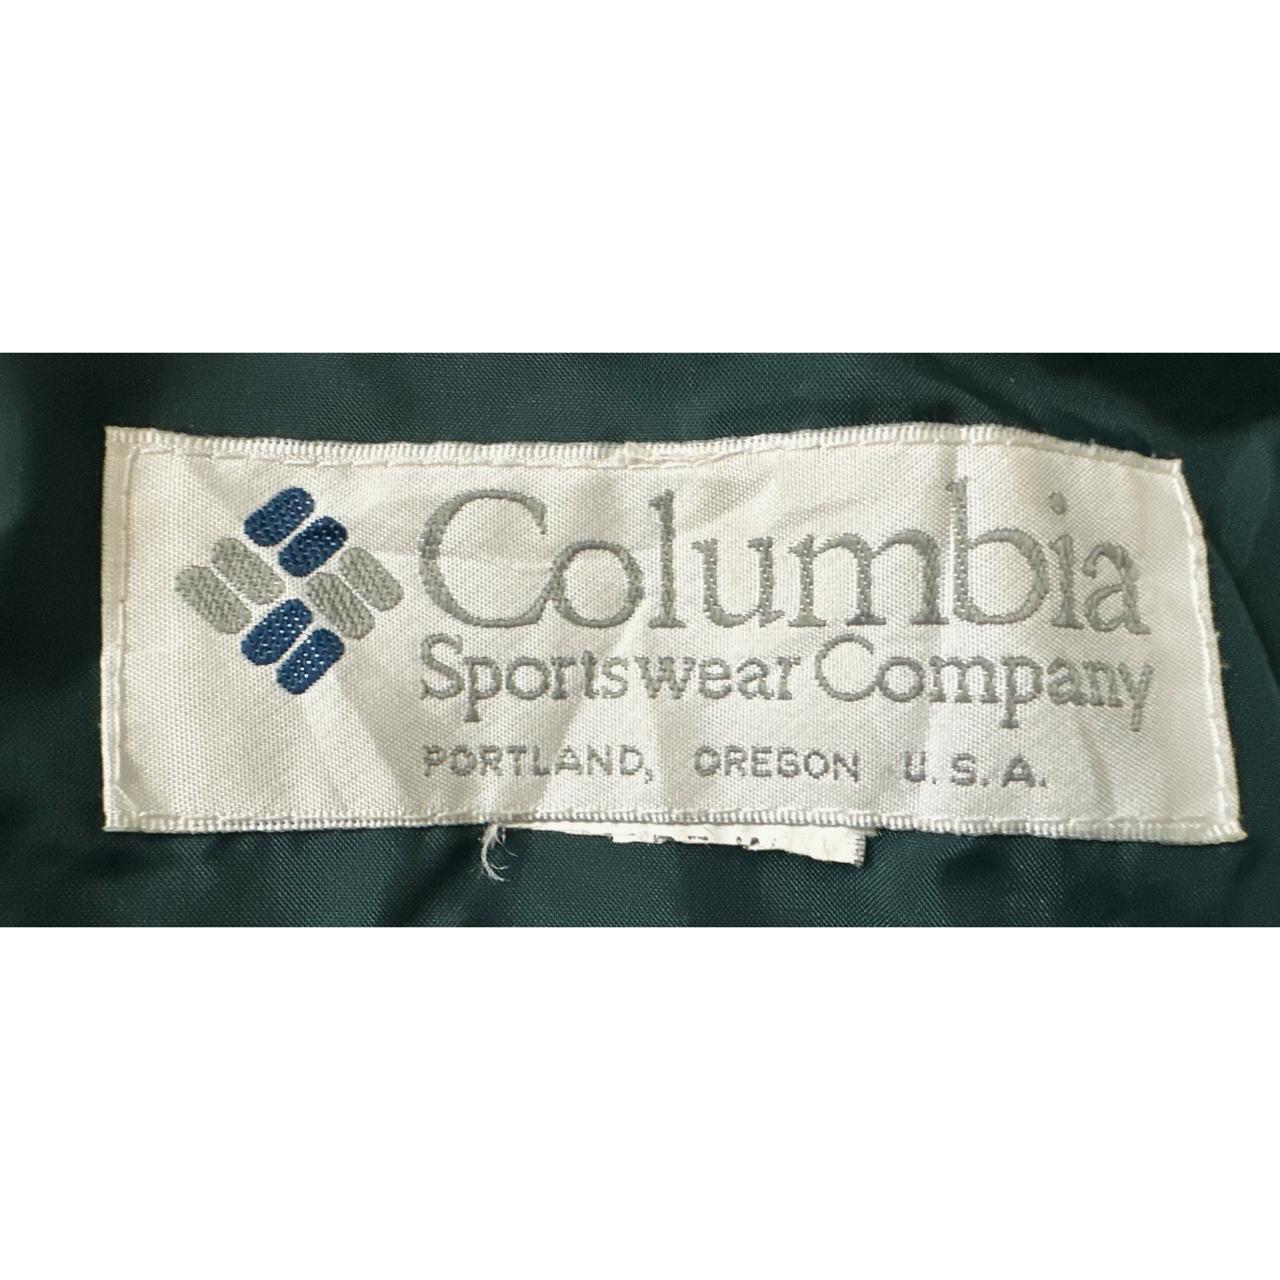 Columbia
Sportswear Company
PORTLAND, OREGON U.S.A.